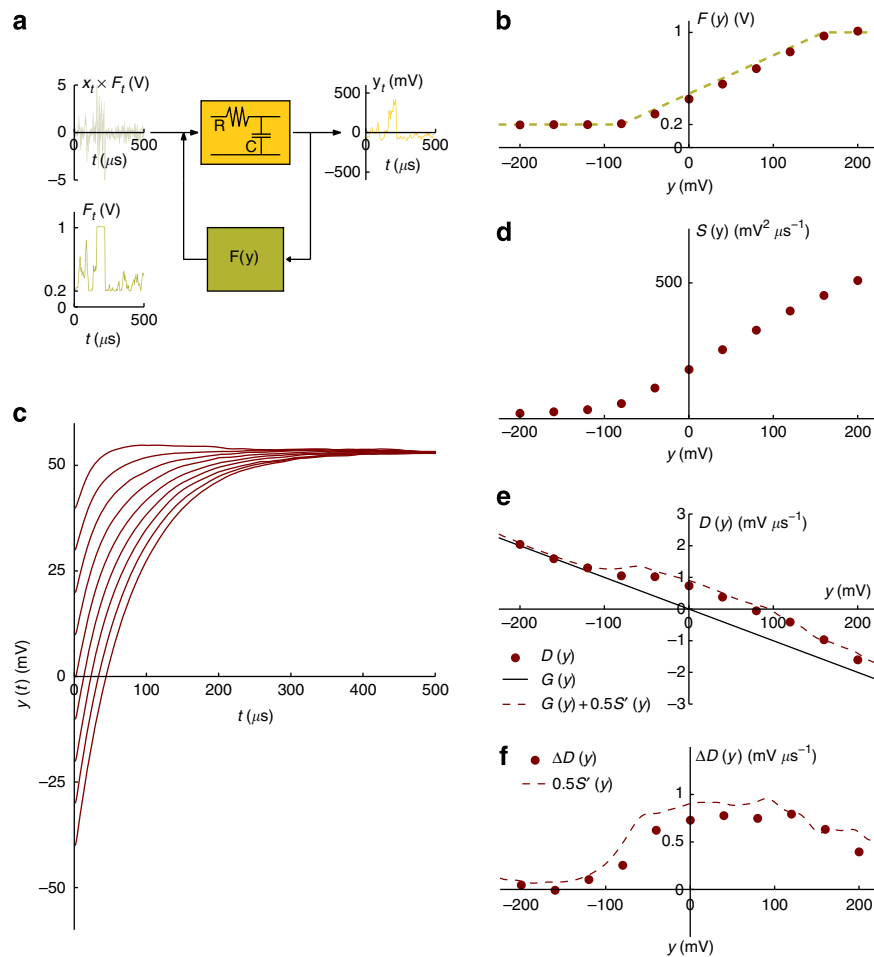 a
x_t × F_t (V)
5
0
−5
500
t (μs)
R
C
y_t (mV)
500
0
−500
500
t (μs)
F_t (V)
1
0.2
0
0
500
t (μs)
F(y)
b
F (y) (V)
1
0.2
0
−200
−100
0
100
200
y (mV)
c
50
25
0
−25
−50
y (t) (mV)
100
200
300
400
500
t (μs)
d
S (y) (mV² μs⁻¹)
500
−200
−100
0
100
200
y (mV)
e
D (y) (mV μs⁻¹)
3
2
1
0
−1
−2
−3
y (mV)
−200
−100
0
100
200
D (y)
G (y)
G (y) + 0.5S′ (y)
f
ΔD (y) (mV μs⁻¹)
ΔD (y)
0.5S′ (y)
1
0.5
0
−200
−100
0
100
200
y (mV)